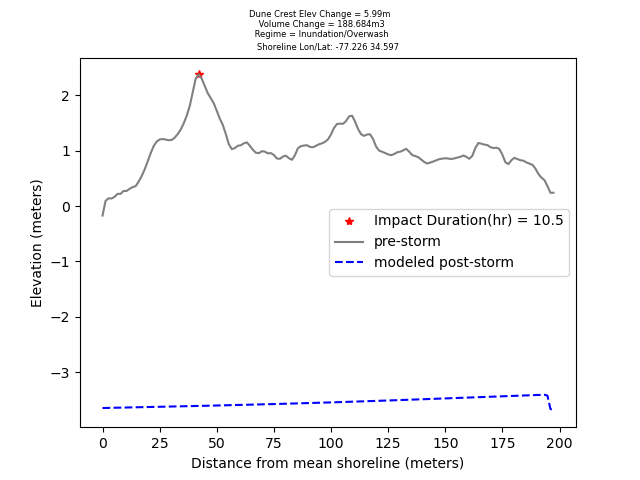 Dune Crest Elev Change = 5.99m
Volume Change = 188.684m3
Regime = Inundation/Overwash
Shoreline Lon/Lat: -77.226 34.597
2
1
0
−1
−2
−3
Elevation (meters)
Impact Duration(hr) = 10.5
pre-storm
modeled post-storm
0 25 50 75 100 125 150 175 200
Distance from mean shoreline (meters)